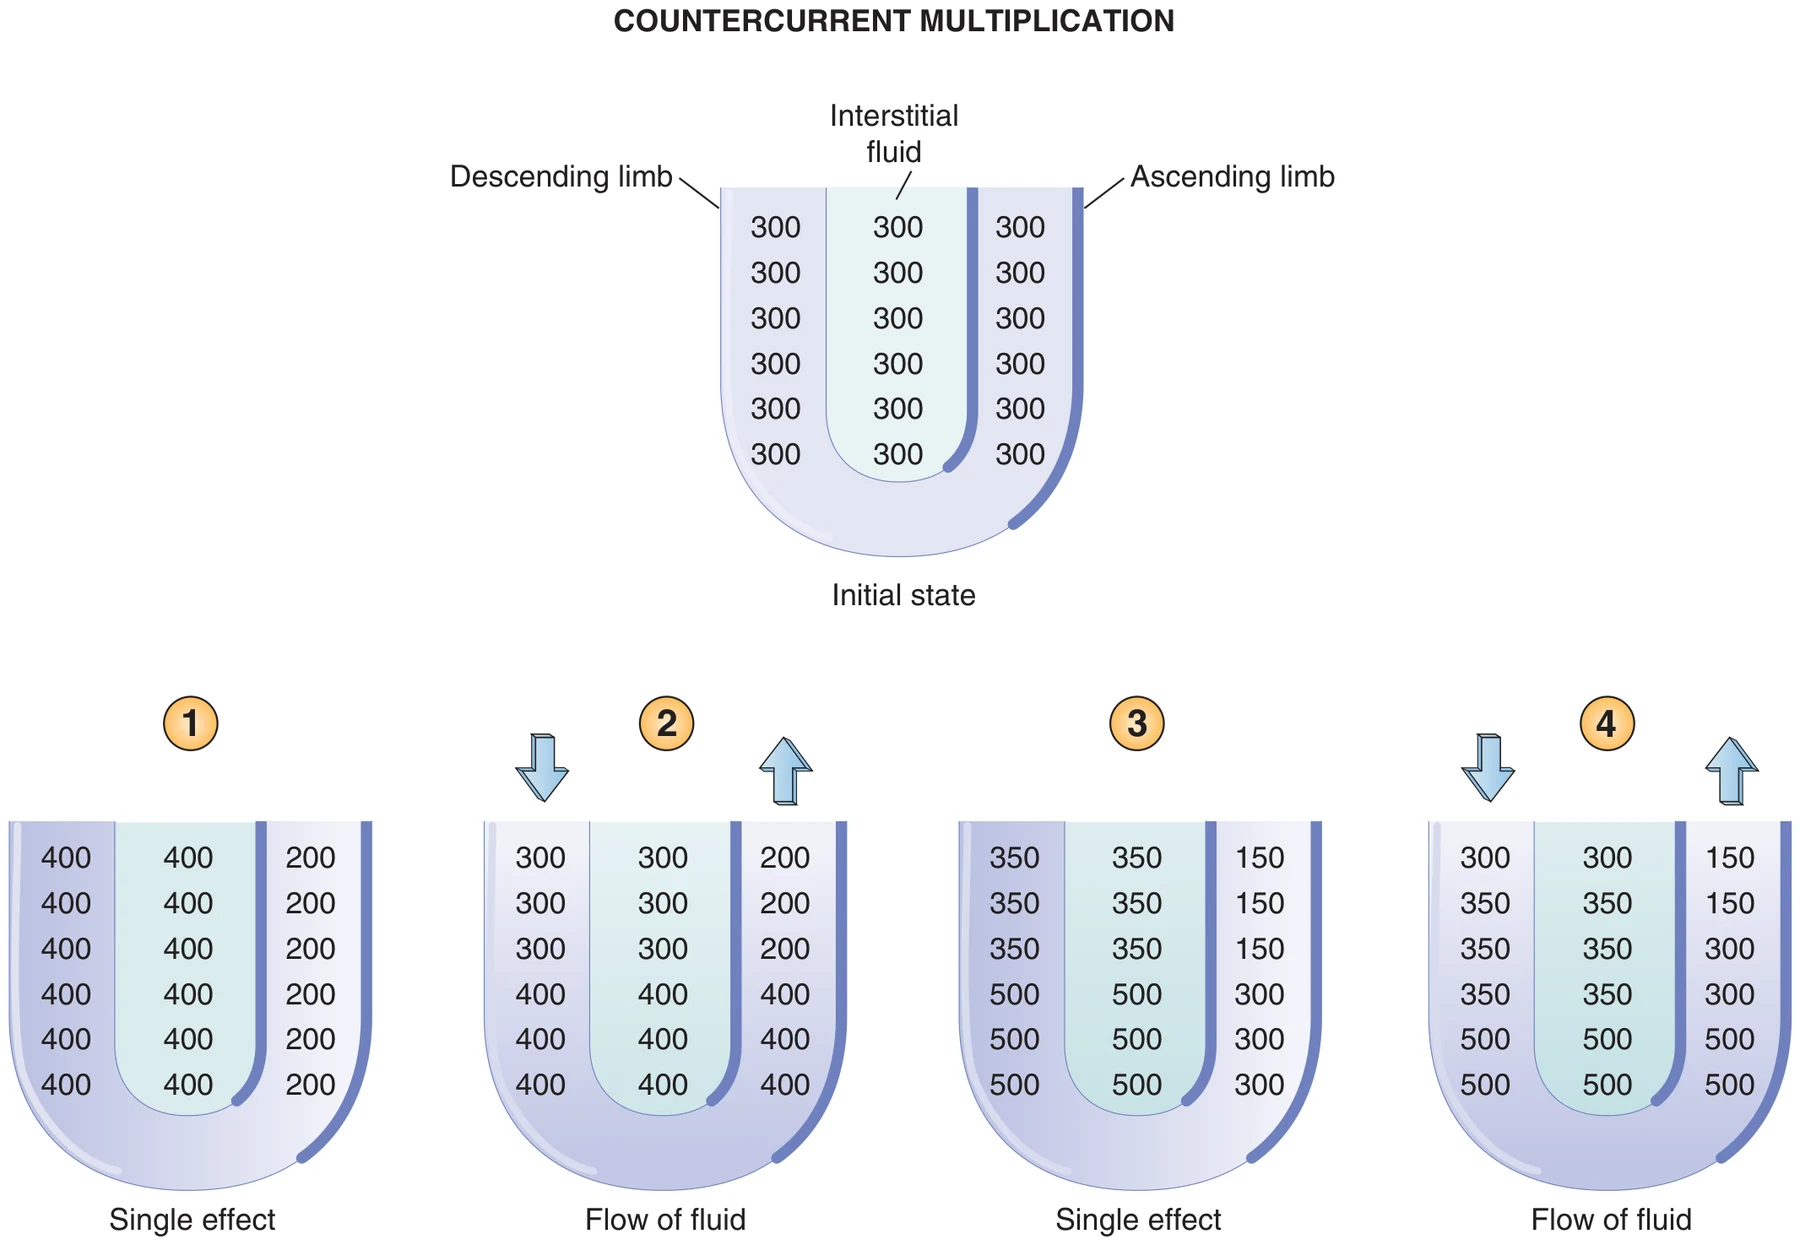 COUNTERCURRENT MULTIPLICATION
Interstitial
fluid
Descending limb
Ascending limb
300 300 300
300 300 300
300 300 300
300 300 300
300 300 300
300 300 300
Initial state
1 2 3 4
400 400 200 300 300 200 350 350 150 300 300 150
400 400 200 300 300 200 350 350 150 350 350 150
400 400 200 300 300 200 350 350 150 350 350 300
400 400 200 400 400 400 500 500 300 350 350 300
400 400 200 400 400 400 500 500 300 500 500 500
400 400 200 400 400 400 500 500 300 500 500 500
Single effect Flow of fluid Single effect Flow of fluid